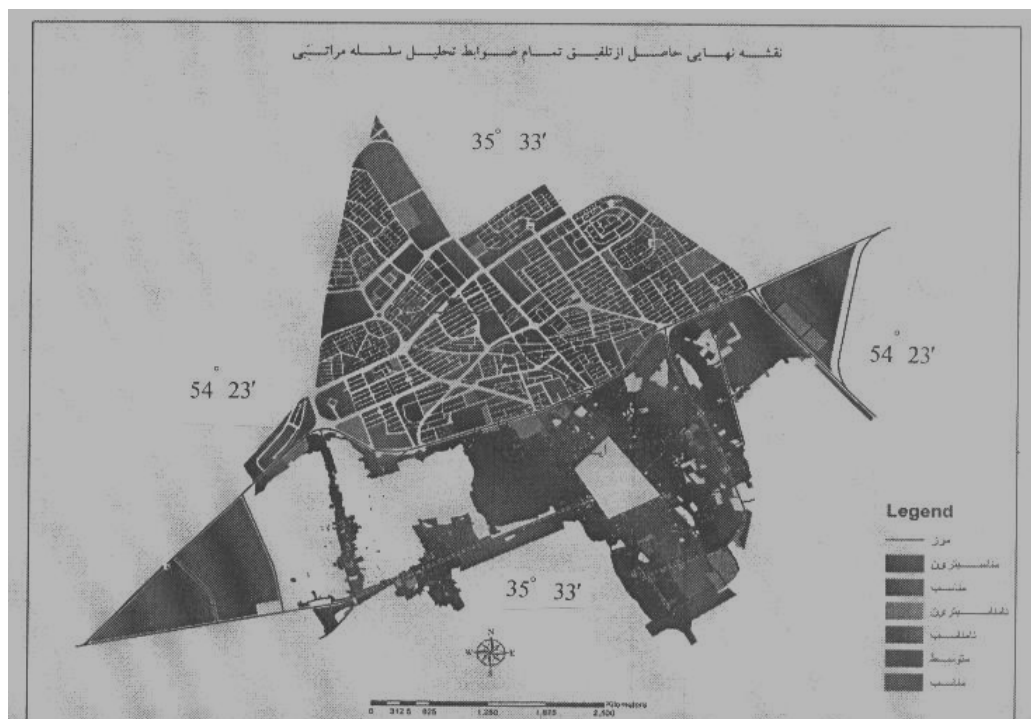 نقشه نهایی حاصل از تلفیق تمام ضوابط تحلیل سلسله مراتبی
35° 33'
54° 23'
54° 23'
35° 33'
Legend
مرز
مناسبترین
مناسب
نامناسبترین
نامناسب
متوسط
مناسب
N
W E
S
0 312.5 625 1,250 1,875 2,500
Kilometers